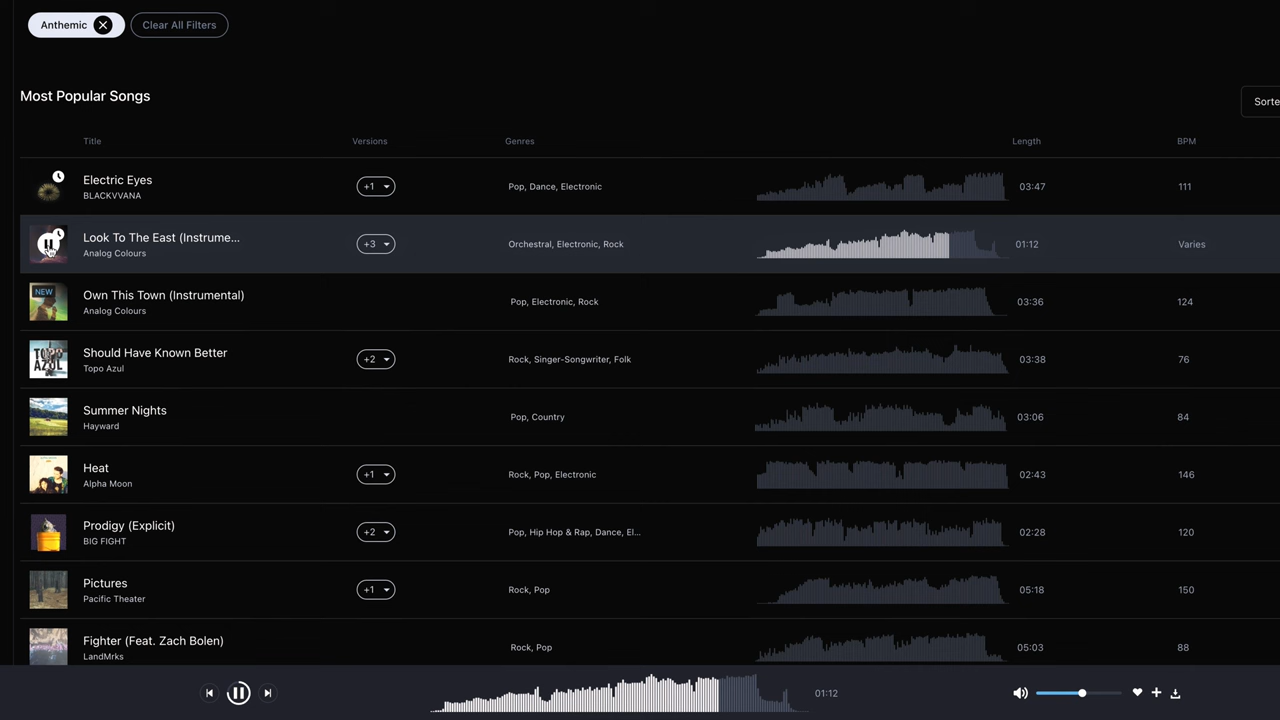 Anthemic
Clear All Filters
Most Popular Songs
Sorte
Title Versions Genres Length BPM
Electric Eyes
BLACKVVANA
+1
Pop, Dance, Electronic
03:47
111
Look To The East (Instrume...
Analog Colours
+3
Orchestral, Electronic, Rock
01:12
Varies
NEW
Own This Town (Instrumental)
Analog Colours
Pop, Electronic, Rock
03:36
124
TOPO
AZUL
Should Have Known Better
Topo Azul
+2
Rock, Singer-Songwriter, Folk
03:38
76
Summer Nights
Hayward
Pop, Country
03:06
84
Heat
Alpha Moon
+1
Rock, Pop, Electronic
02:43
146
Prodigy (Explicit)
BIG FIGHT
+2
Pop, Hip Hop & Rap, Dance, El...
02:28
120
Pictures
Pacific Theater
+1
Rock, Pop
05:18
150
Fighter (Feat. Zach Bolen)
LandMrks
Rock, Pop
05:03
88
01:12